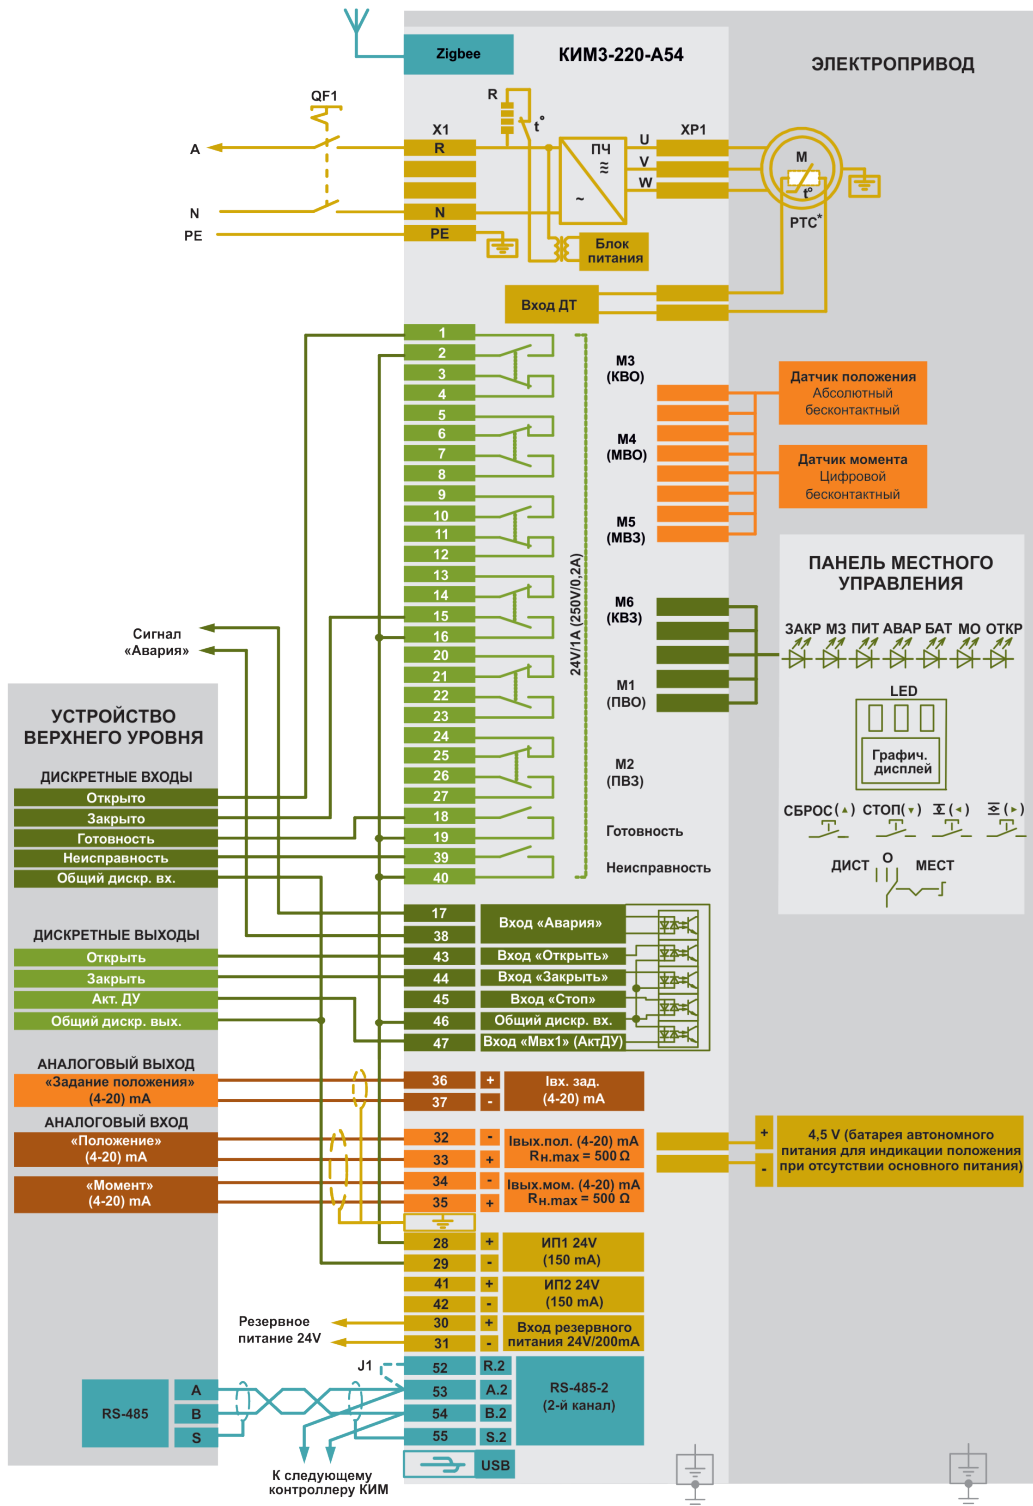 Zigbee
КИМ3-220-А54
ЭЛЕКТРОПРИВОД
QF1
X1
R
t°
ПЧ
≈
~
U
V
W
XP1
M
t°
РТС*
A
R
N
N
PE
PE
Блок
питания
Вход ДТ
1
2
3
4
5
6
7
8
9
10
11
12
13
14
15
16
20
21
22
23
24
25
26
27
18
19
39
40
24V/1A (250V/0,2A)
М3
(КВО)
М4
(МВО)
М5
(МВЗ)
М6
(КВЗ)
М1
(ПВО)
М2
(ПВЗ)
Готовность
Неисправность
Датчик положения
Абсолютный
бесконтактный
Датчик момента
Цифровой
бесконтактный
ПАНЕЛЬ МЕСТНОГО
УПРАВЛЕНИЯ
ЗАКР МЗ ПИТ АВАР БАТ МО ОТКР
LED
Графич.
дисплей
СБРОС(▲) СТОП(▼) (◄) (►)
ДИСТ О МЕСТ
Сигнал
«Авария»
УСТРОЙСТВО
ВЕРХНЕГО УРОВНЯ
ДИСКРЕТНЫЕ ВХОДЫ
Открыто
Закрыто
Готовность
Неисправность
Общий дискр. вх.
ДИСКРЕТНЫЕ ВЫХОДЫ
Открыть
Закрыть
Акт. ДУ
Общий дискр. вых.
17
38
43
44
45
46
47
Вход «Авария»
Вход «Открыть»
Вход «Закрыть»
Вход «Стоп»
Общий дискр. вх.
Вход «Мвх1» (АктДУ)
АНАЛОГОВЫЙ ВЫХОД
«Задание положения»
(4-20) mA
АНАЛОГОВЫЙ ВХОД
«Положение»
(4-20) mA
«Момент»
(4-20) mA
36 +
37 -
Iвх. зад.
(4-20) mA
32 -
33 +
Iвых.пол. (4-20) mA
Rн.max = 500 Ω
34 -
35 +
Iвых.мом. (4-20) mA
Rн.max = 500 Ω
+
-
4,5 V (батарея автономного
питания для индикации положения
при отсутствии основного питания)
28 +
29 -
ИП1 24V
(150 mA)
41 +
42 -
ИП2 24V
(150 mA)
Резервное
питание 24V
30 +
31 -
Вход резервного
питания 24V/200mA
J1
52 R.2
53 A.2
54 B.2
55 S.2
RS-485-2
(2-й канал)
RS-485
A
B
S
USB
К следующему
контроллеру КИМ